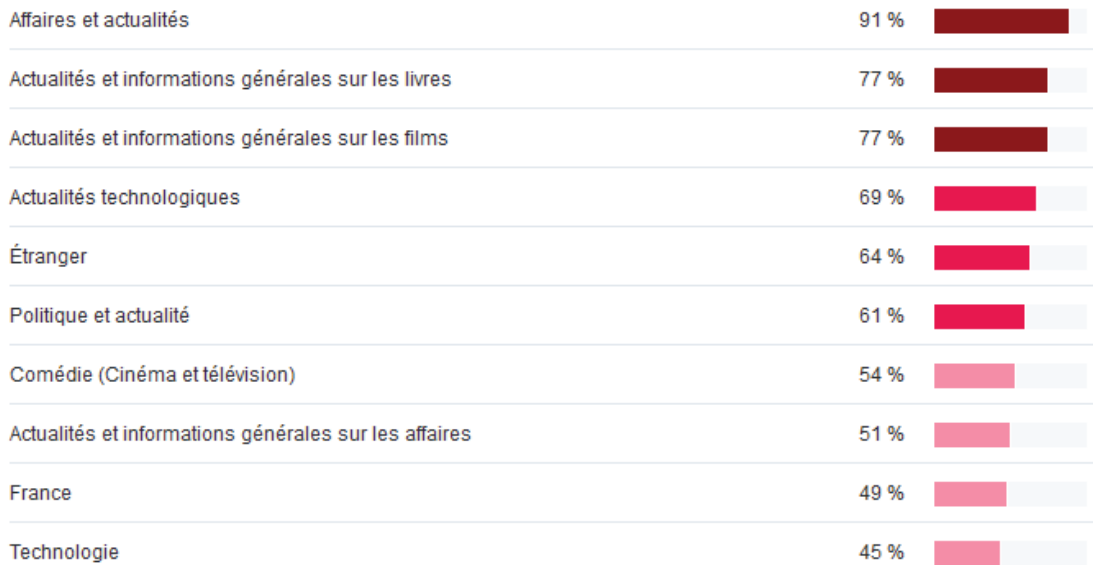 Affaires et actualités 91 %
Actualités et informations générales sur les livres 77 %
Actualités et informations générales sur les films 77 %
Actualités technologiques 69 %
Étranger 64 %
Politique et actualité 61 %
Comédie (Cinéma et télévision) 54 %
Actualités et informations générales sur les affaires 51 %
France 49 %
Technologie 45 %